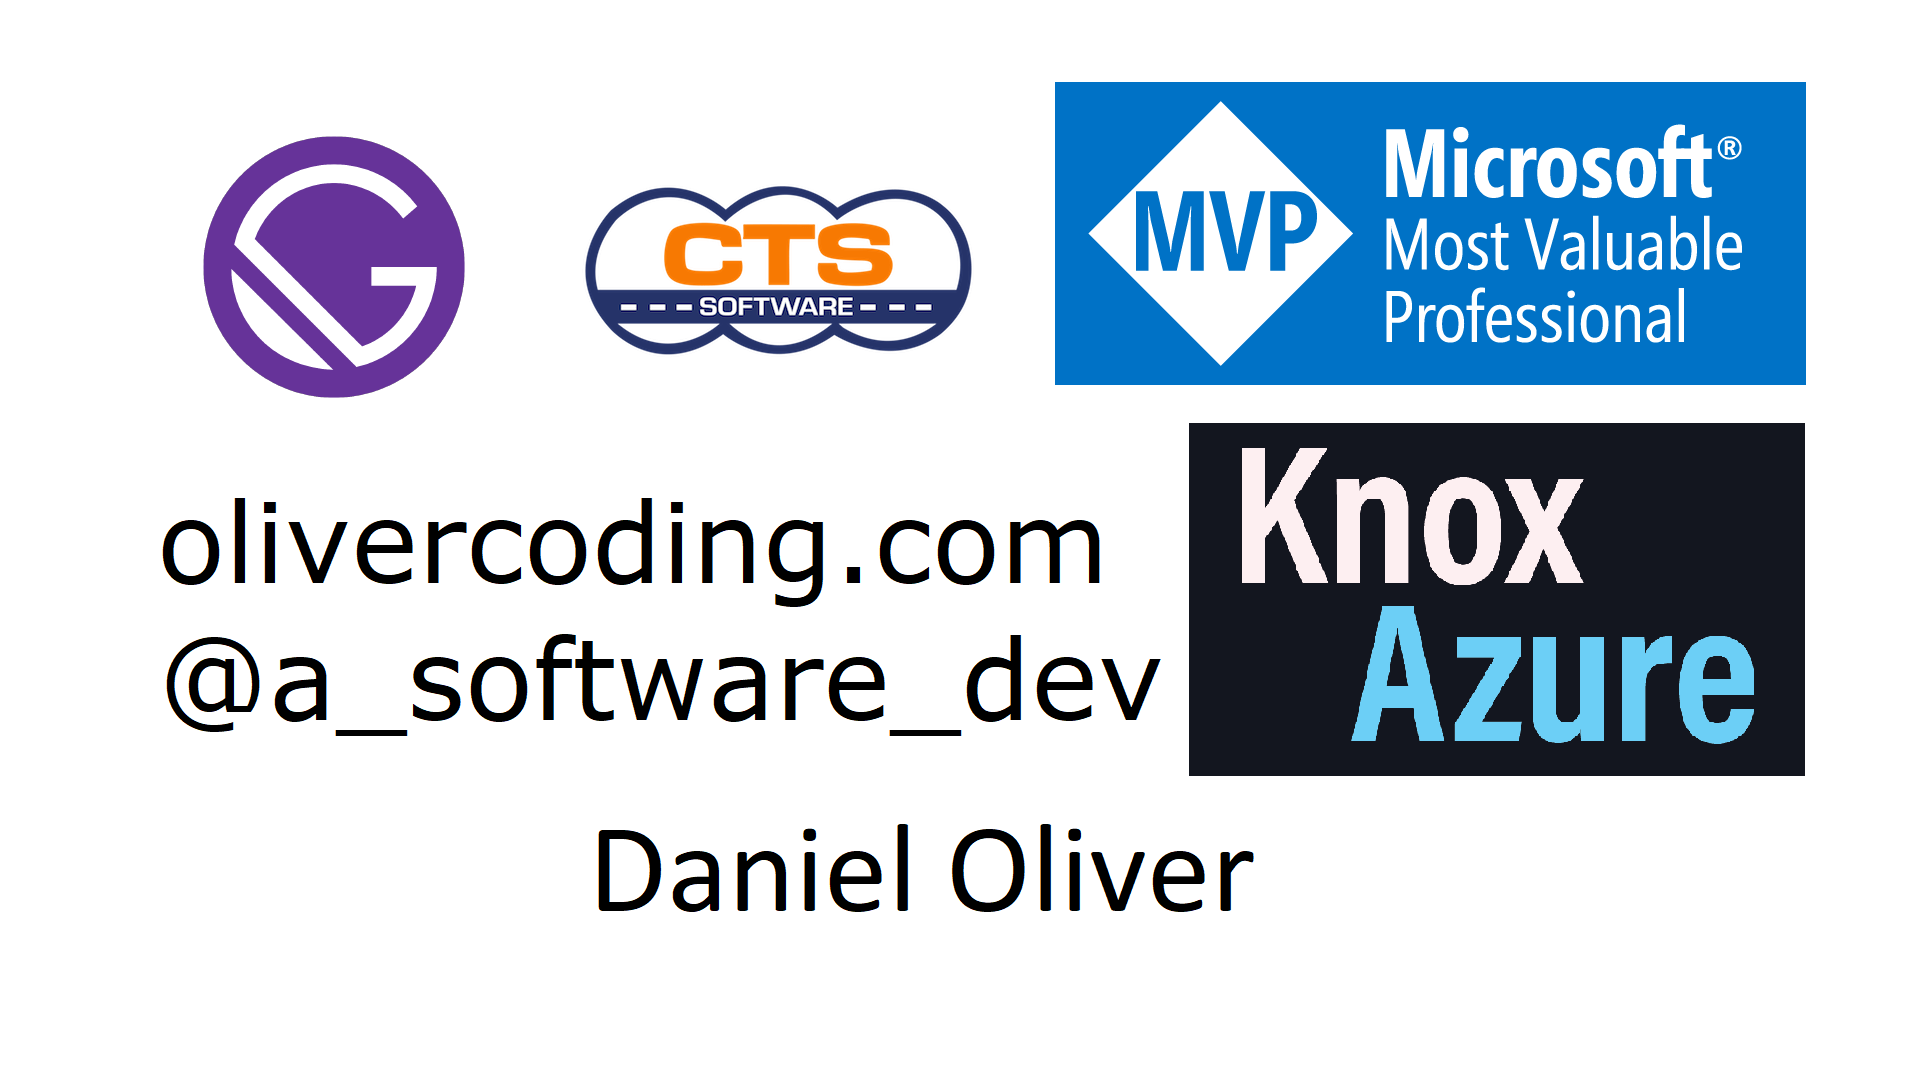 CTS
SOFTWARE
MVP
Microsoft®
Most Valuable
Professional
olivercoding.com
@a_software_dev
Knox
Azure
Daniel Oliver